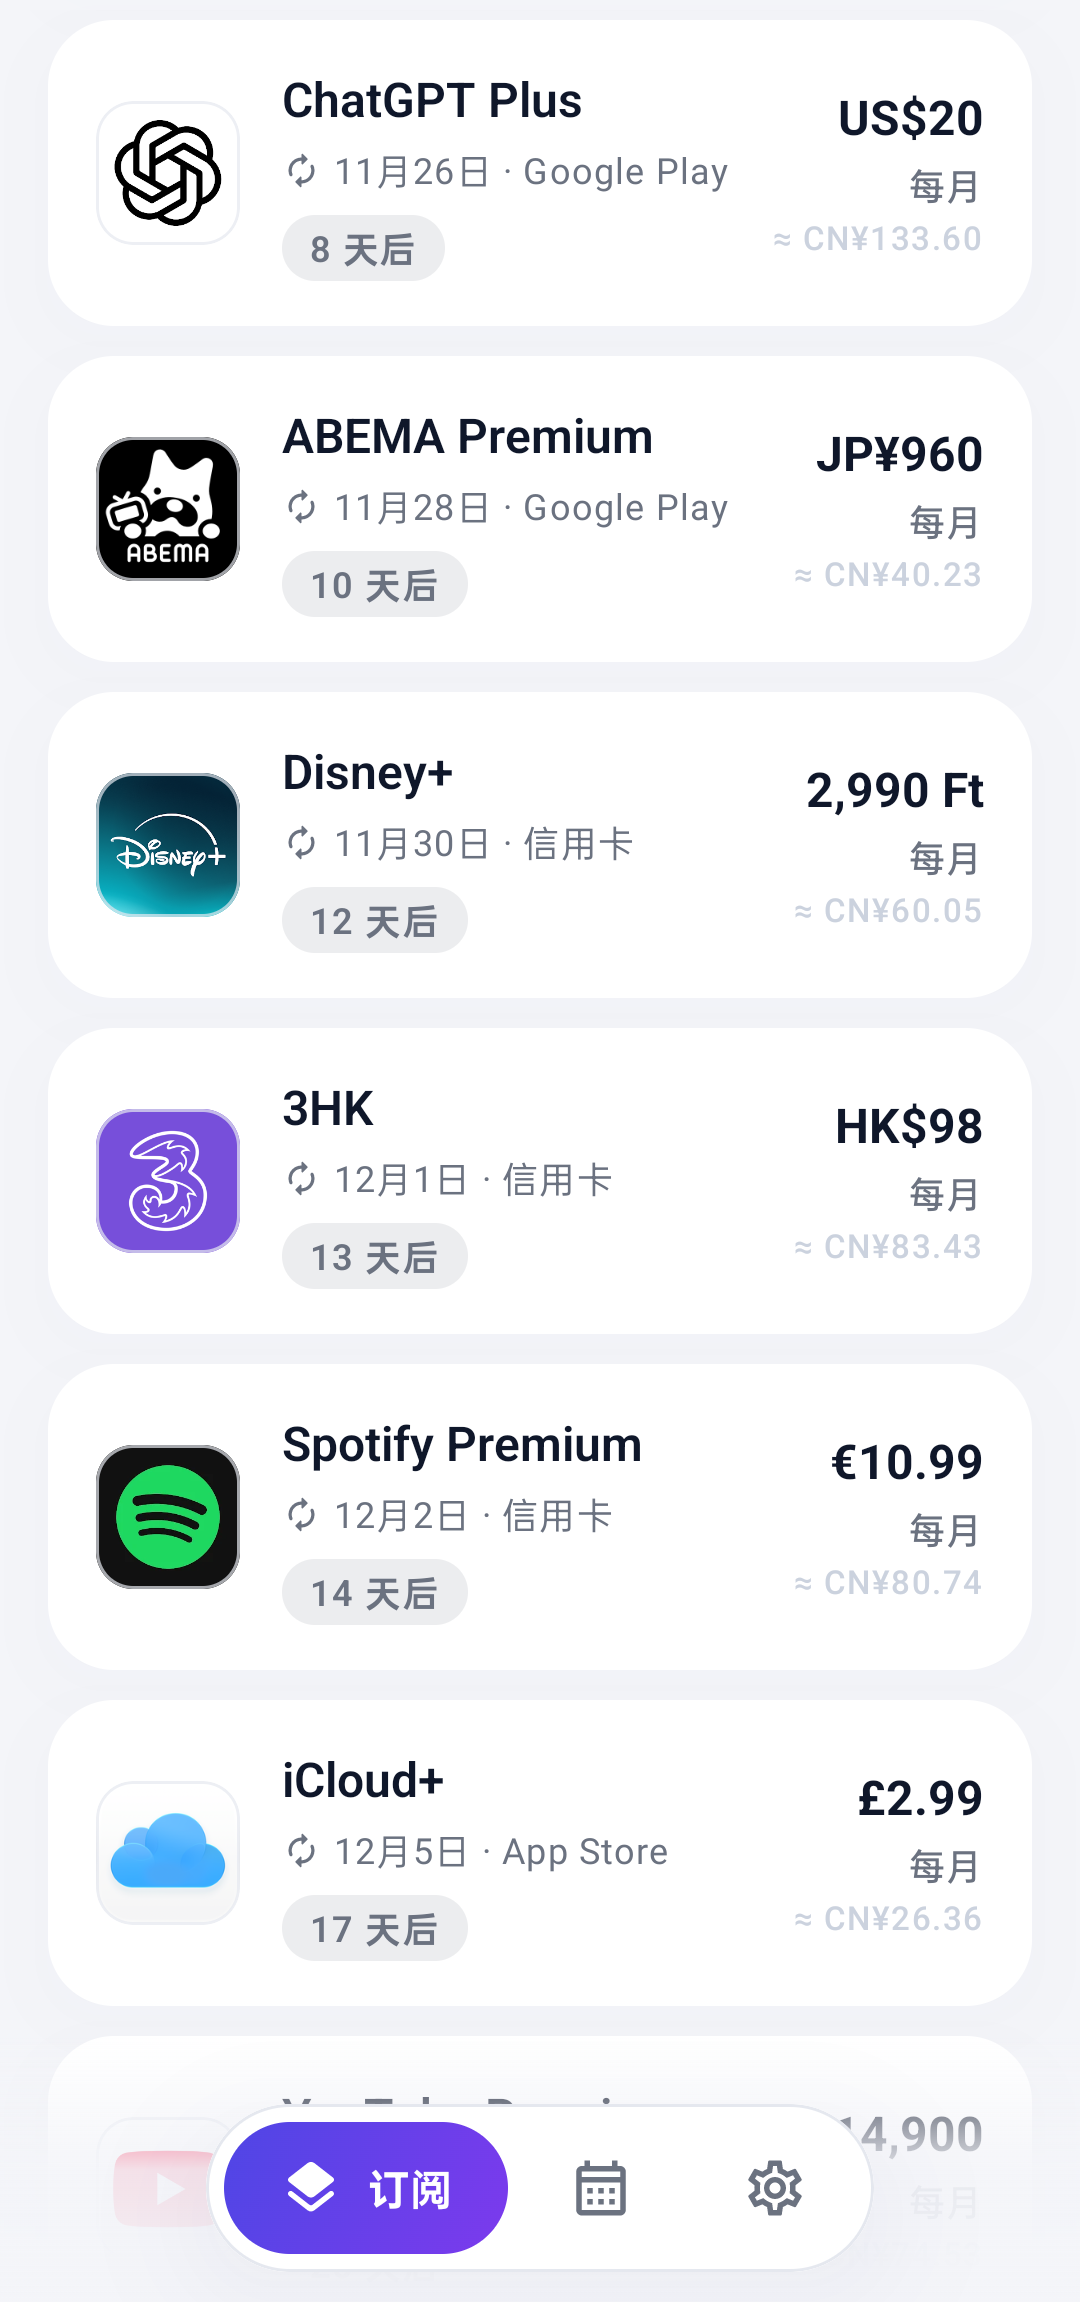 ChatGPT Plus
US$20
11月26日 · Google Play
每月
8 天后
≈ CN¥133.60
ABEMA Premium
JP¥960
11月28日 · Google Play
每月
10 天后
≈ CN¥40.23
ABEMA
Disney+
2,990 Ft
11月30日 · 信用卡
每月
12 天后
≈ CN¥60.05
Disney+
3HK
HK$98
12月1日 · 信用卡
每月
13 天后
≈ CN¥83.43
3
Spotify Premium
€10.99
12月2日 · 信用卡
每月
14 天后
≈ CN¥80.74
iCloud+
£2.99
12月5日 · App Store
每月
17 天后
≈ CN¥26.36
14,900
每月
订阅